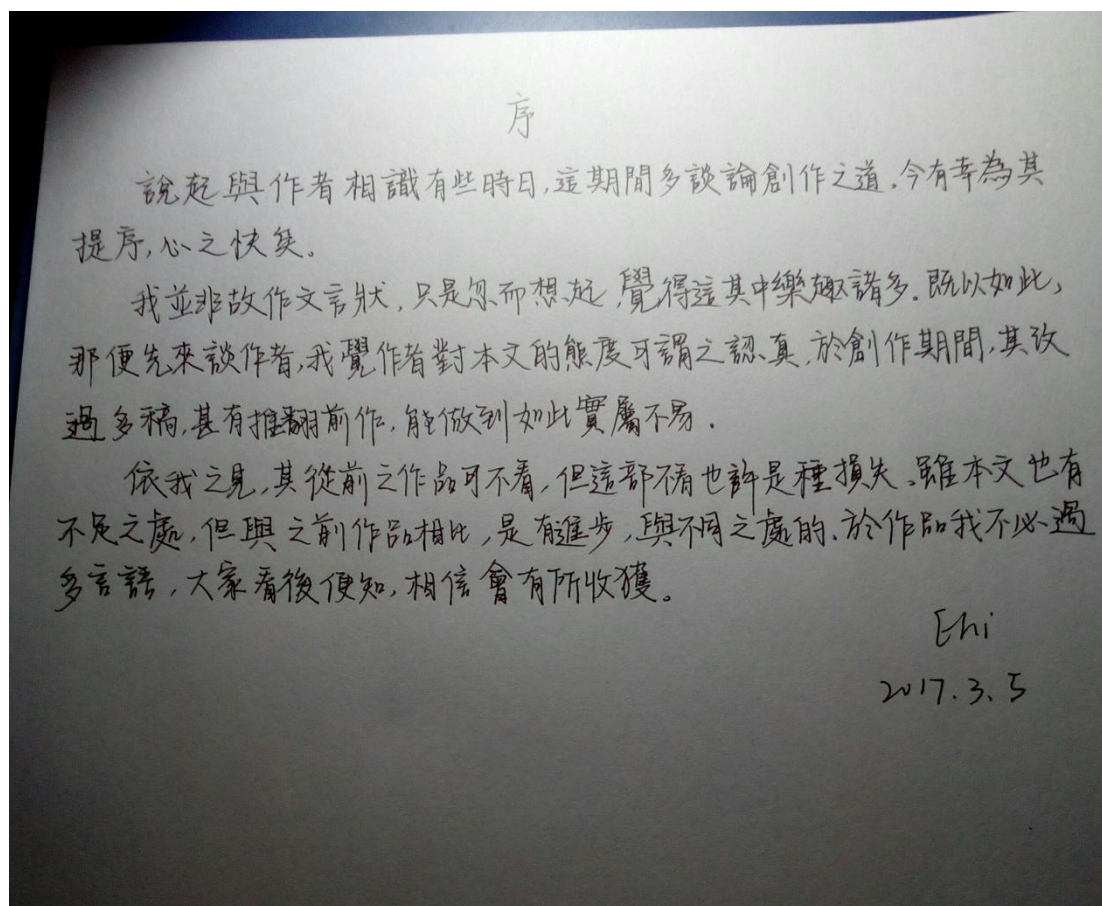 序
說起與作者相識有些時日,這期間多談論創作之道.今有幸為其
提序,心之快矣。
我並非故作文言狀,只是忽而想起,覺得這其中樂趣諸多.既以如此,
那便先來談作者,我覺作者對本文的態度可謂之認真,於創作期間,其改
過多稿,甚有推翻前作,能做到如此實屬不易.
依我之見,其從前之作品可不看,但這部不看也許是種損失。雖本文也有
不足之處,但與之前作品相比,是有進步,與不同之處的.於作品我不必過
多言語,大家看後便知,相信會有所收獲。
Ehi
2017.3.5